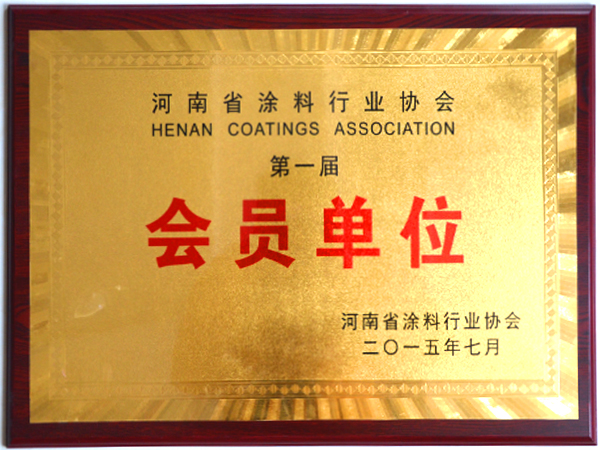 河南省涂料行业协会
HENAN COATINGS ASSOCIATION
第一届
会员单位
河南省涂料行业协会
二〇一五年七月